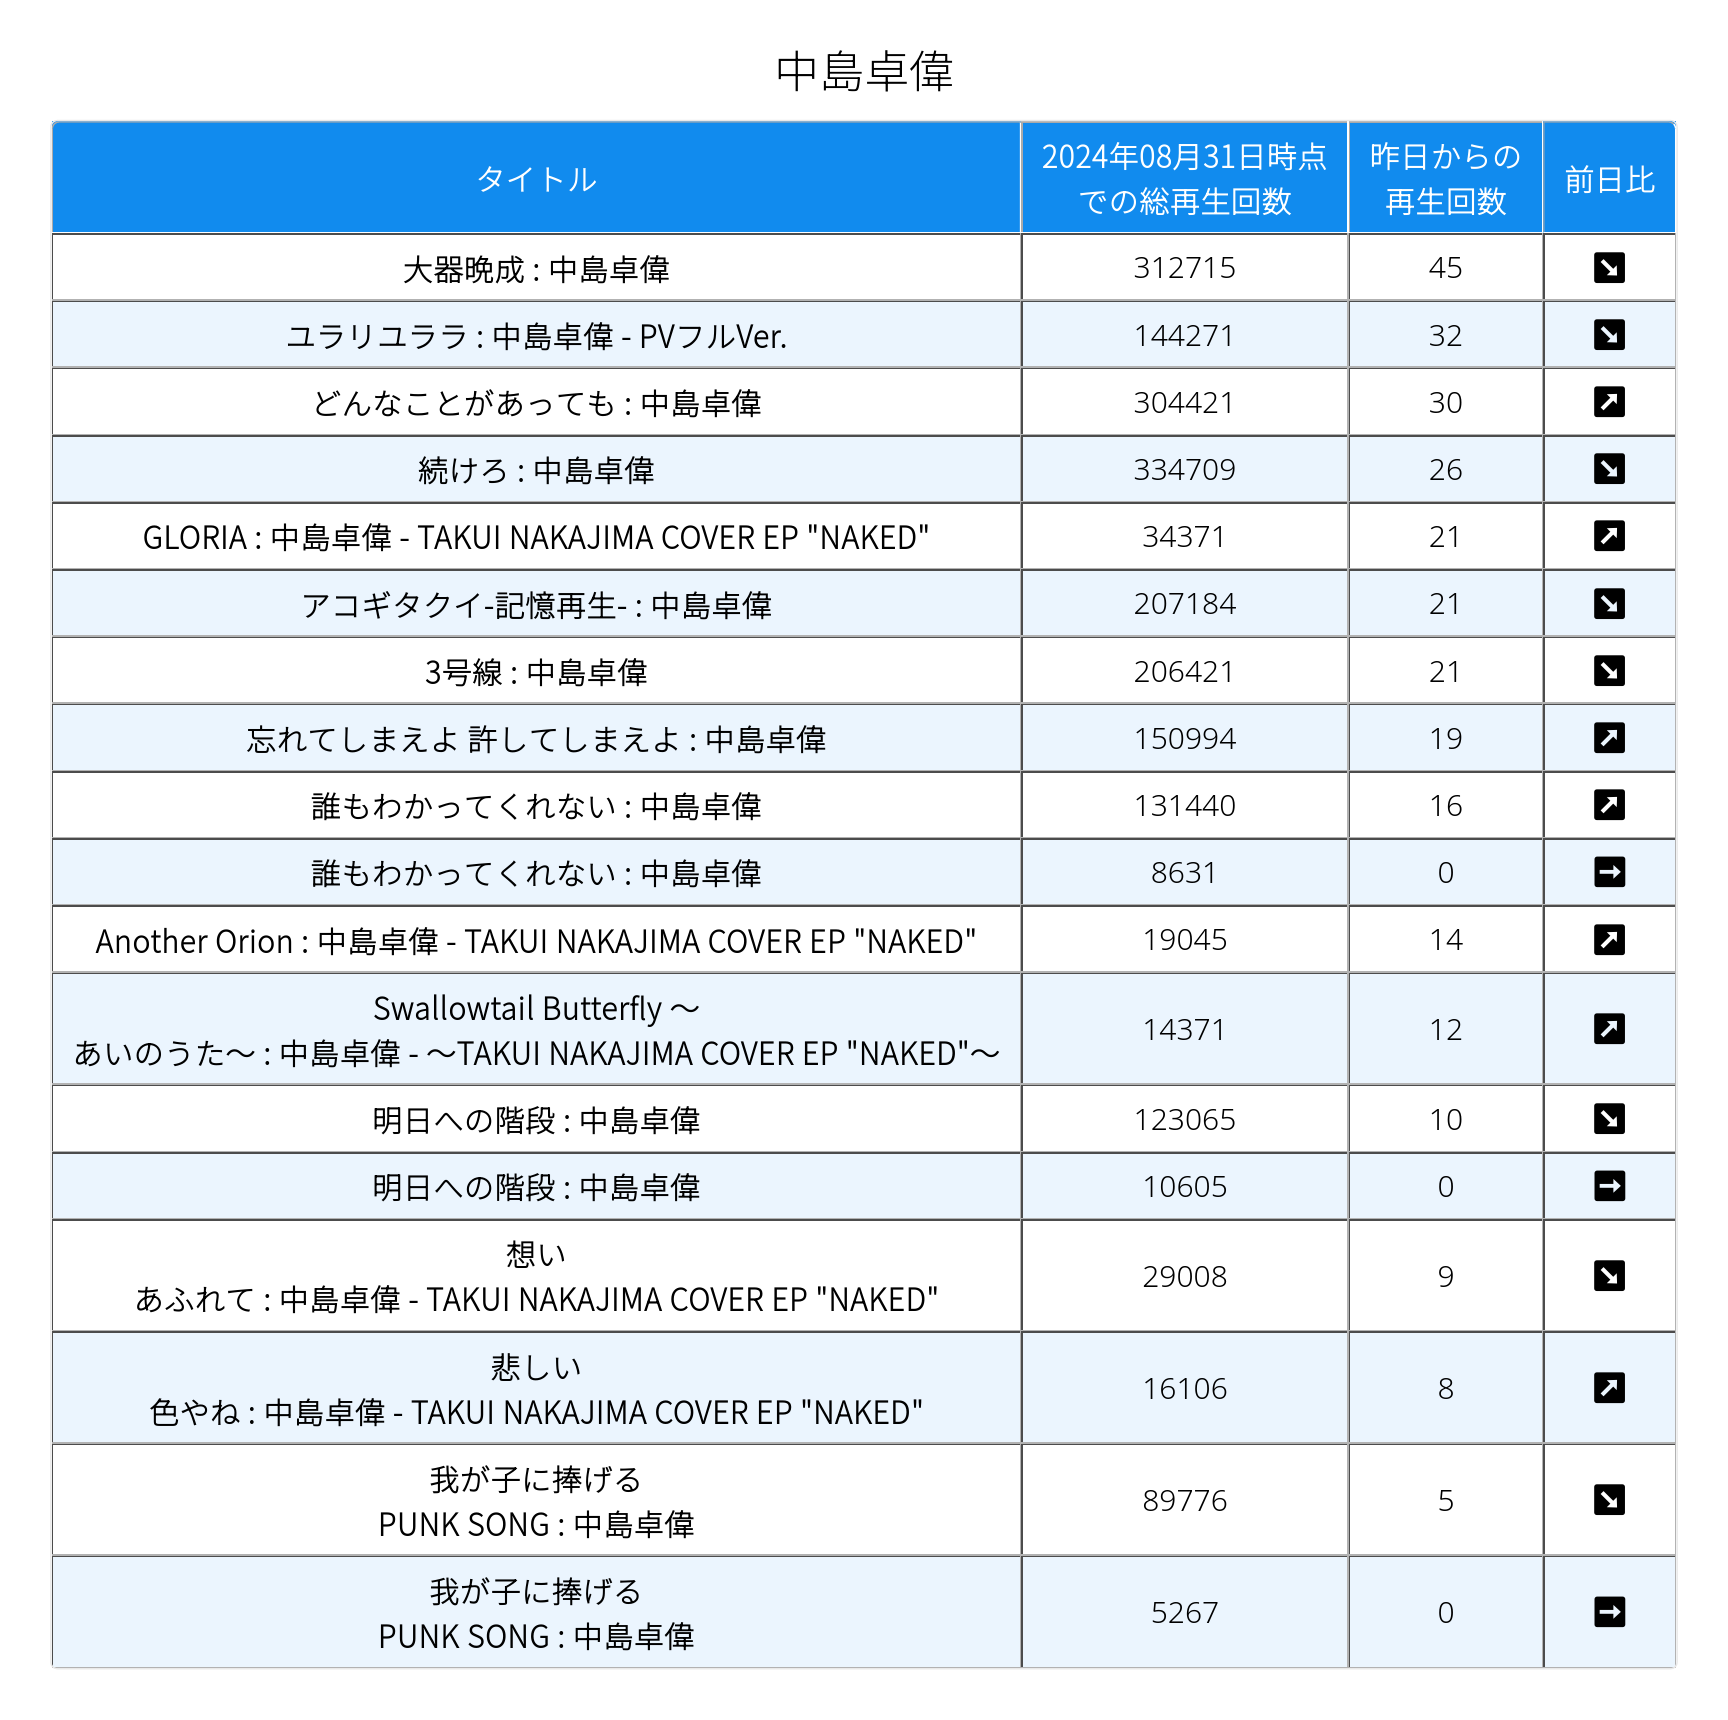 中島卓偉
タイトル
2024年08月31日時点
での総再生回数
昨日からの
再生回数
前日比
大器晩成 : 中島卓偉
312715
45
ユラリユララ : 中島卓偉 - PVフルVer.
144271
32
どんなことがあっても : 中島卓偉
304421
30
続けろ : 中島卓偉
334709
26
GLORIA : 中島卓偉 - TAKUI NAKAJIMA COVER EP "NAKED"
34371
21
アコギタクイ-記憶再生- : 中島卓偉
207184
21
3号線 : 中島卓偉
206421
21
忘れてしまえよ 許してしまえよ : 中島卓偉
150994
19
誰もわかってくれない : 中島卓偉
131440
16
誰もわかってくれない : 中島卓偉
8631
0
Another Orion : 中島卓偉 - TAKUI NAKAJIMA COVER EP "NAKED"
19045
14
Swallowtail Butterfly 〜
あいのうた〜 : 中島卓偉 - 〜TAKUI NAKAJIMA COVER EP "NAKED"〜
14371
12
明日への階段 : 中島卓偉
123065
10
明日への階段 : 中島卓偉
10605
0
想い
あふれて : 中島卓偉 - TAKUI NAKAJIMA COVER EP "NAKED"
29008
9
悲しい
色やね : 中島卓偉 - TAKUI NAKAJIMA COVER EP "NAKED"
16106
8
我が子に捧げる
PUNK SONG : 中島卓偉
89776
5
我が子に捧げる
PUNK SONG : 中島卓偉
5267
0